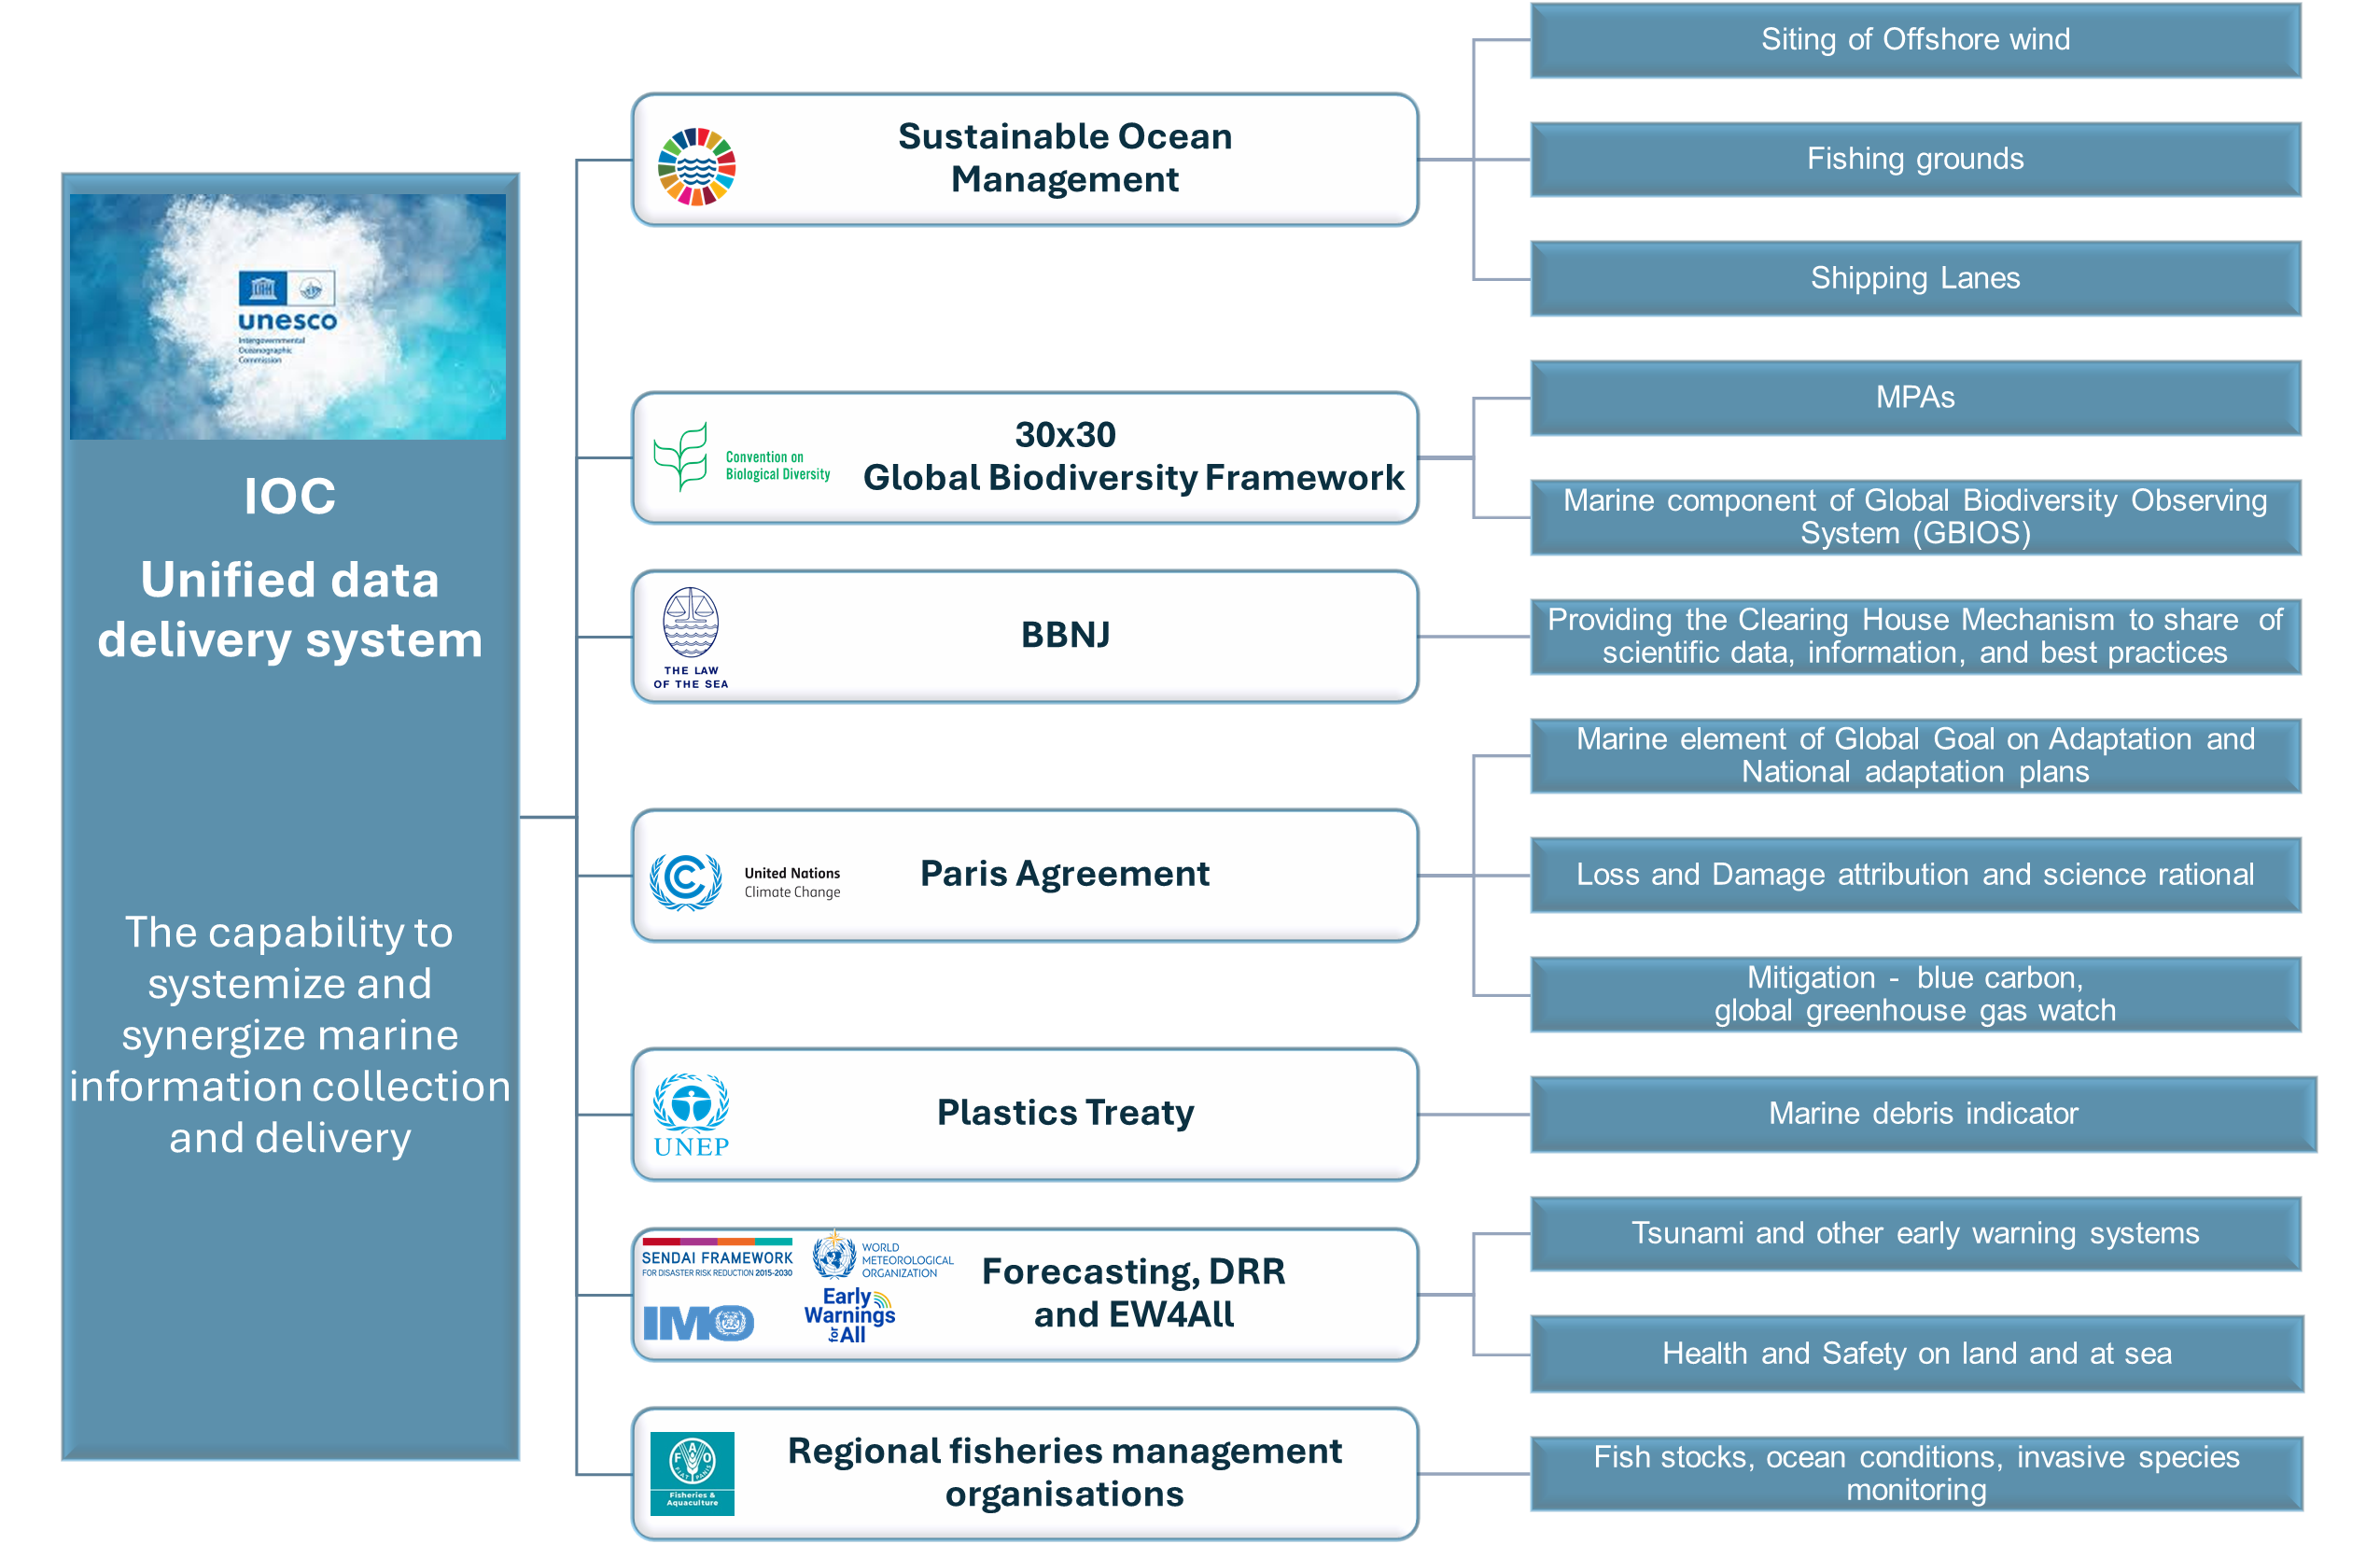 unesco
Intergovernmental
Oceanographic
Commission
IOC
Unified data
delivery system
The capability to
systemize and
synergize marine
information collection
and delivery
Sustainable Ocean
Management
Siting of Offshore wind
Fishing grounds
Shipping Lanes
Convention on
Biological Diversity
30x30
Global Biodiversity Framework
MPAs
Marine component of Global Biodiversity Observing
System (GBIOS)
THE LAW
OF THE SEA
BBNJ
Providing the Clearing House Mechanism to share of
scientific data, information, and best practices
United Nations
Climate Change
Paris Agreement
Marine element of Global Goal on Adaptation and
National adaptation plans
Loss and Damage attribution and science rational
Mitigation - blue carbon,
global greenhouse gas watch
UNEP
Plastics Treaty
Marine debris indicator
SENDAI FRAMEWORK
FOR DISASTER RISK REDUCTION 2015-2030
WORLD
METEOROLOGICAL
ORGANIZATION
IMO
Early
Warnings
for All
Forecasting, DRR
and EW4All
Tsunami and other early warning systems
Health and Safety on land and at sea
FAO
FIAT PANIS
Fisheries &
Aquaculture
Regional fisheries management
organisations
Fish stocks, ocean conditions, invasive species
monitoring